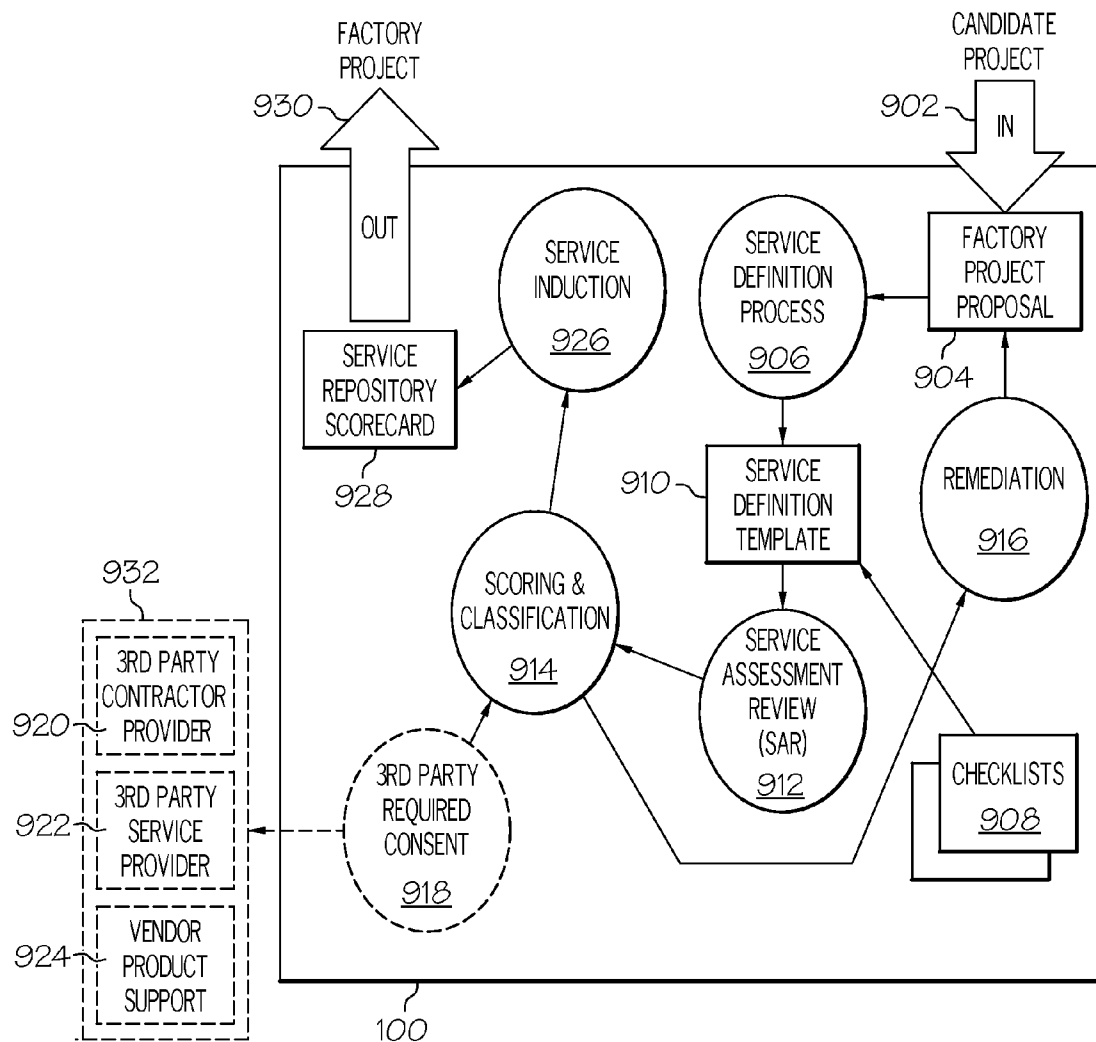 FACTORY
PROJECT
930
OUT
CANDIDATE
PROJECT
902
IN
FACTORY
PROJECT
PROPOSAL
904
SERVICE
DEFINITION
PROCESS
906
SERVICE
INDUCTION
926
SERVICE
REPOSITORY
SCORECARD
928
910
SERVICE
DEFINITION
TEMPLATE
REMEDIATION
916
SCORING &
CLASSIFICATION
914
SERVICE
ASSESSMENT
REVIEW
(SAR)
912
CHECKLISTS
908
3RD PARTY
REQUIRED
CONSENT
918
932
3RD PARTY
CONTRACTOR
PROVIDER
920
3RD PARTY
SERVICE
PROVIDER
922
VENDOR
PRODUCT
SUPPORT
924
100